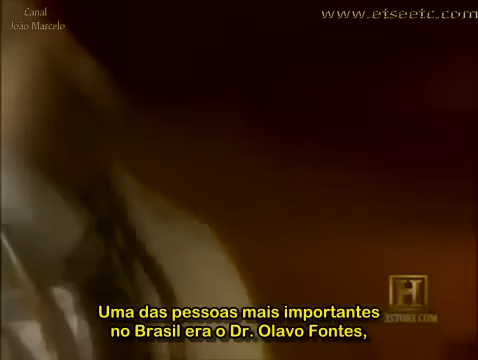 Canal
João Marcelo
www.etseetc.com
H
Uma das pessoas mais importantes
no Brasil era o Dr. Olavo Fontes,